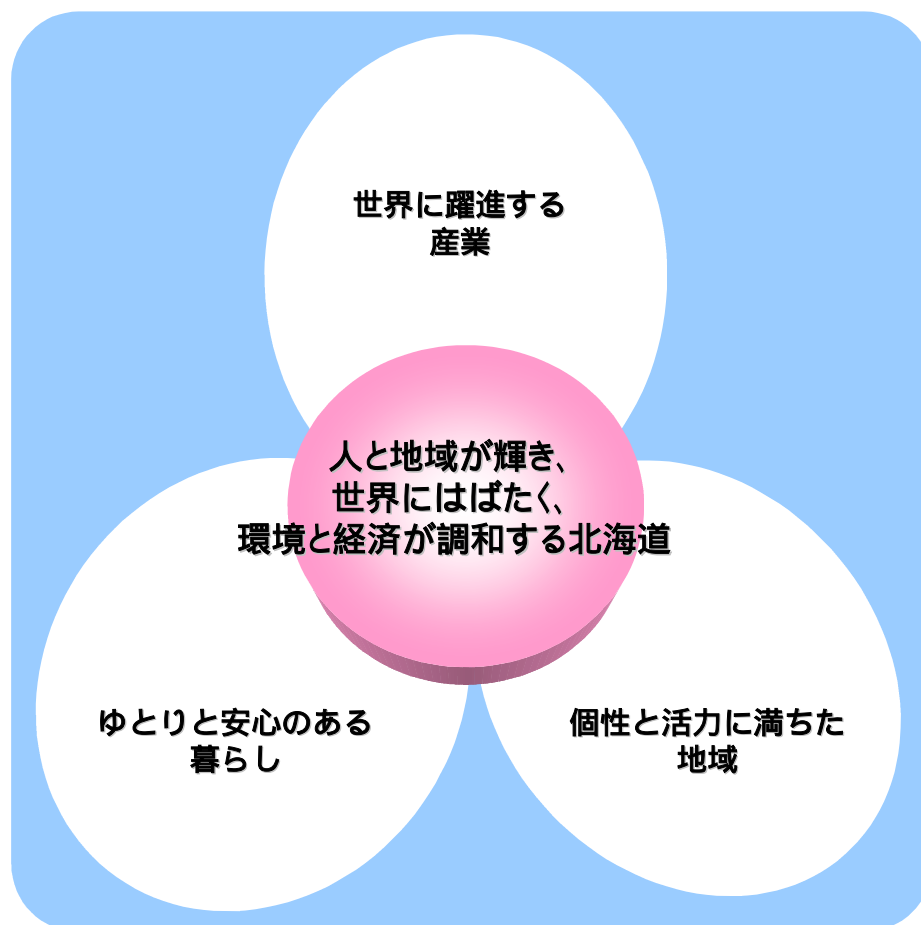 世界に躍進する
産業
人と地域が輝き、
世界にはばたく、
環境と経済が調和する北海道
ゆとりと安心のある
暮らし
個性と活力に満ちた
地域